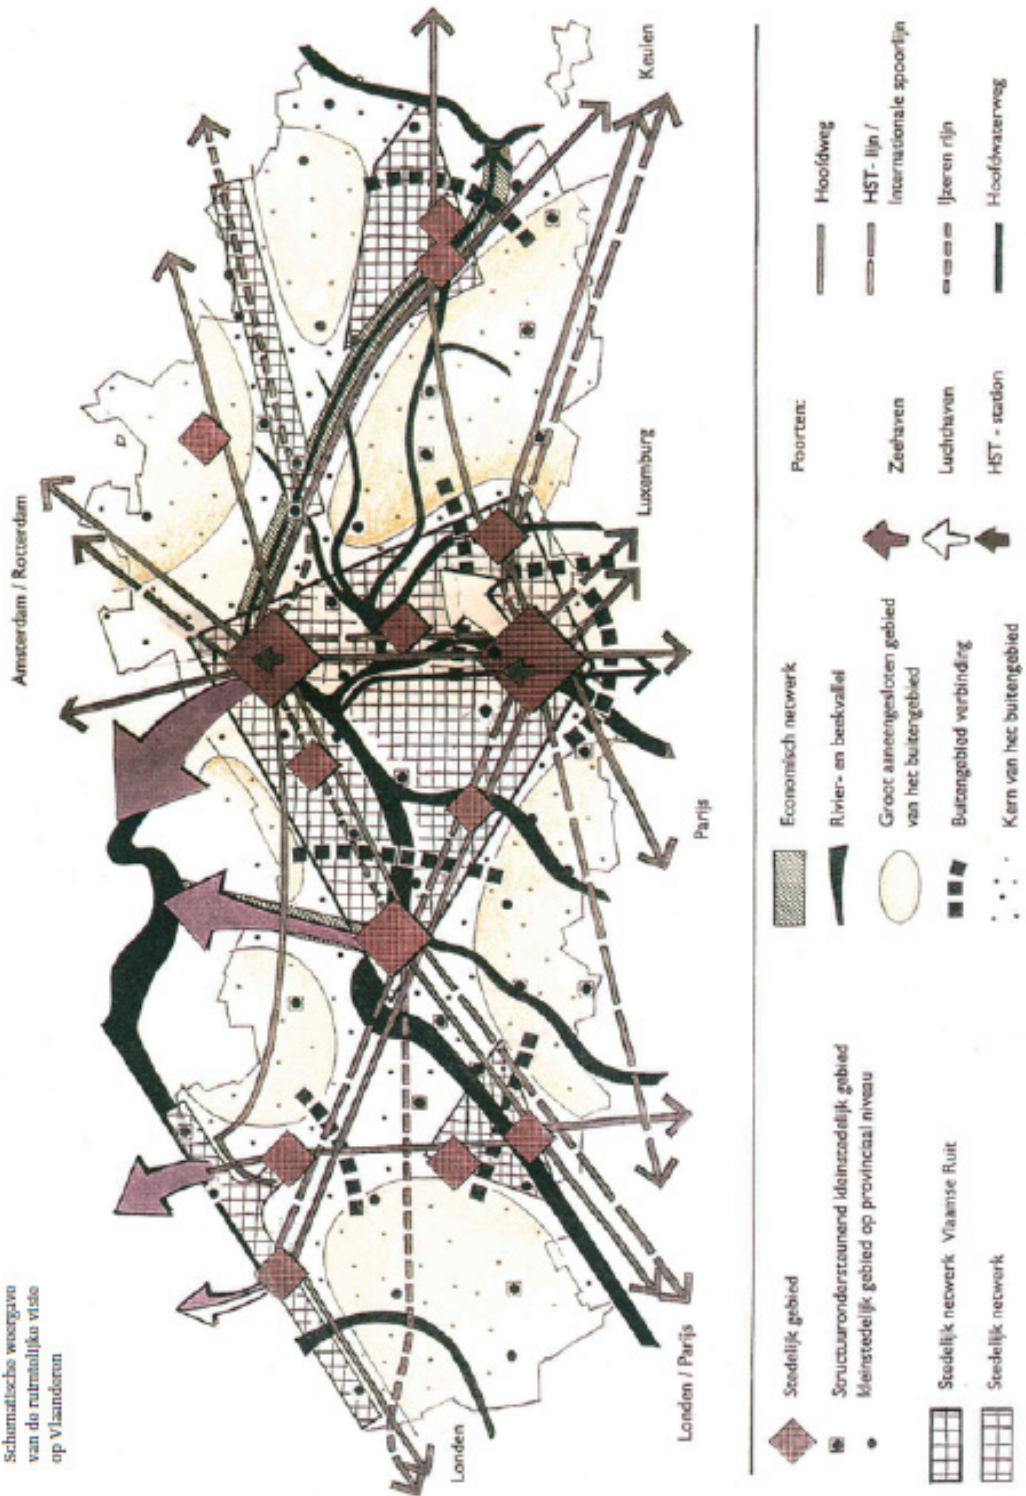 schematische weergave
van de ruimtelijke visie
op Vlaanderen
Amsterdam / Rotterdam
Londen
Londen / Parijs
Parijs
Luxemburg
Keulen
Stedelijk gebied
Structuurondersteunend kleinstedelijk gebied
kleinstedelijk gebied op provinciaal niveau
Stedelijk netwerk Vlaamse Ruit
Stedelijk netwerk
Economisch netwerk
Rivier- en beekvallei
Groot aaneengesloten gebied
van het buitengebied
Buitengebied verbinding
Kern van het buitengebied
Poorten:
Zeehaven
Luchthaven
HST - station
Hoofdweg
HST - lijn /
Internationale spoorlijn
IJzeren rijn
Hoofdwaterweg